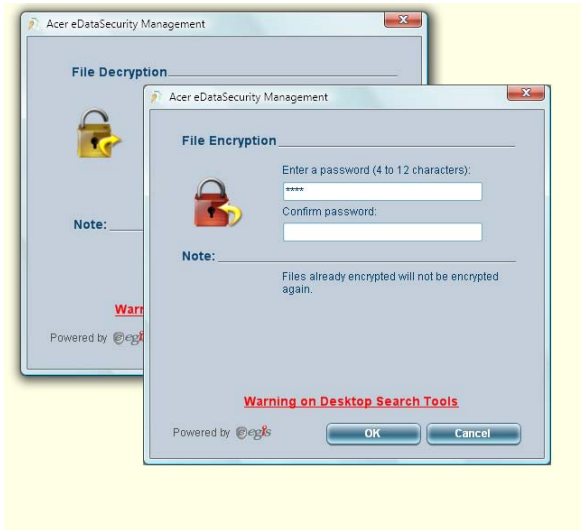 Acer eDataSecurity Management
File Decryption
Note:
Powered by egis
Acer eDataSecurity Management
File Encryption
Enter a password (4 to 12 characters):
****
Confirm password:
Note:
Files already encrypted will not be encrypted
again.
Warning on Desktop Search Tools
Powered by egis
OK
Cancel